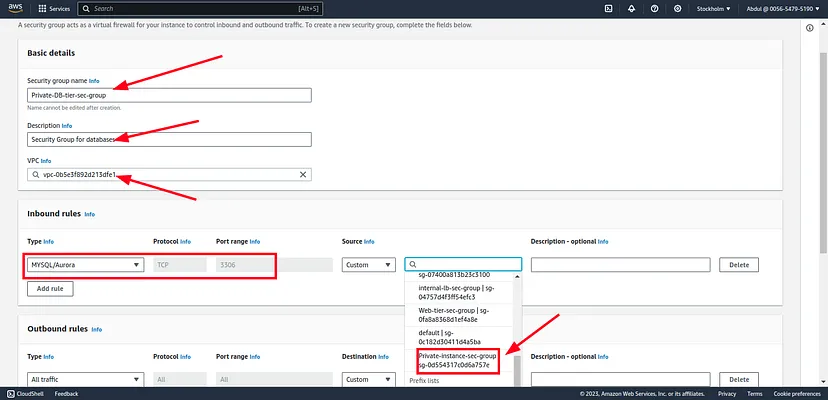 aws
Services
Search
[Alt+S]
Stockholm
Abdul @ 0056-5479-5190
A security group acts as a virtual firewall for your instance to control inbound and outbound traffic. To create a new security group, complete the fields below.
Basic details
Security group name Info
Private-DB-tier-sec-group
Name cannot be edited after creation.
Description Info
Security Group for databases
VPC Info
vpc-0b5e3f892d213dfe1
Inbound rules Info
Type Info
Protocol Info
Port range Info
Source Info
Description - optional Info
MYSQL/Aurora
TCP
3306
Custom
Delete
sg-07400a813b23c3100
internal-lb-sec-group | sg-
04757d4f3ff54efc3
Web-tier-sec-group | sg-
0fa8a8368d1ef4a8e
default | sg-
0c182d30411d4a5ba
Private-instance-sec-group
sg-0d554317c0d6a757e
Prefix lists
Add rule
Outbound rules Info
Type Info
Protocol Info
Port range Info
Destination Info
Description - optional Info
All traffic
All
All
Custom
Delete
CloudShell
Feedback
© 2023, Amazon Web Services, Inc. or its affiliates.
Privacy
Terms
Cookie preferences